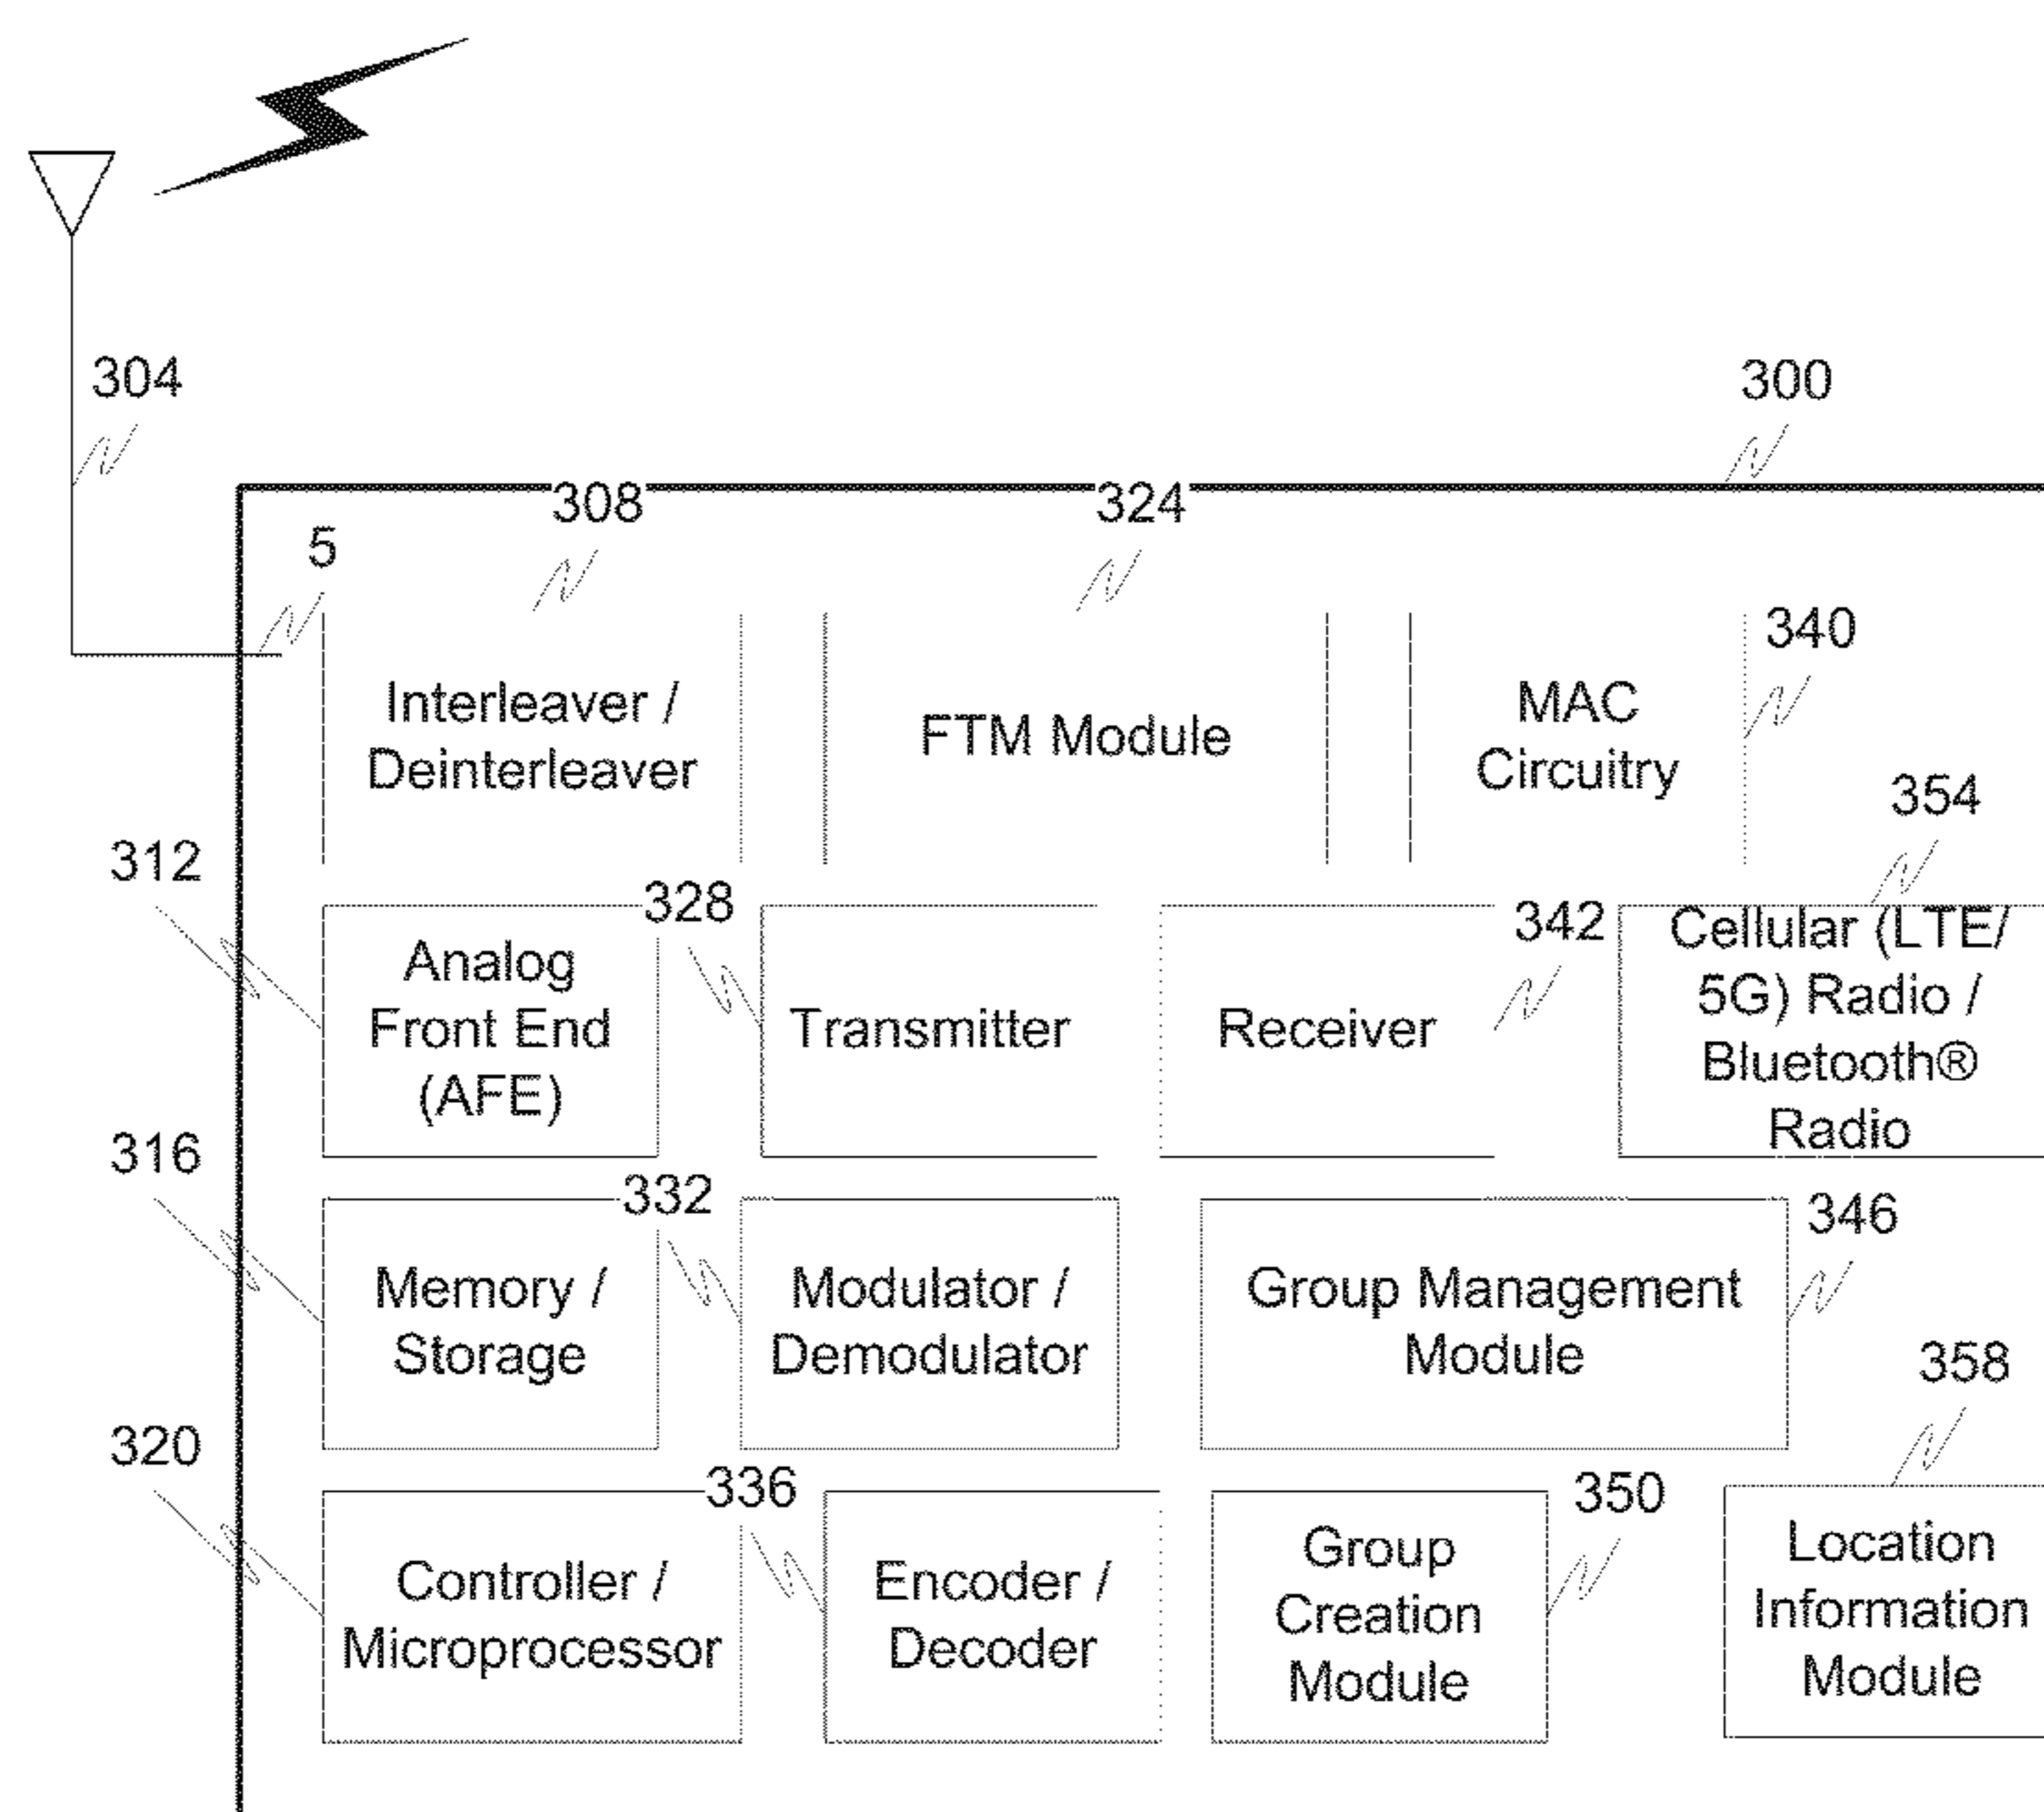 304
300
308
324
5
340
Interleaver /
Deinterleaver
FTM Module
MAC
Circuitry
354
312
328
342
Analog
Front End
(AFE)
Transmitter
Receiver
Cellular (LTE/
5G) Radio /
Bluetooth®
Radio
316
332
346
Memory /
Storage
Modulator /
Demodulator
Group Management
Module
358
320
336
350
Controller /
Microprocessor
Encoder /
Decoder
Group
Creation
Module
Location
Information
Module